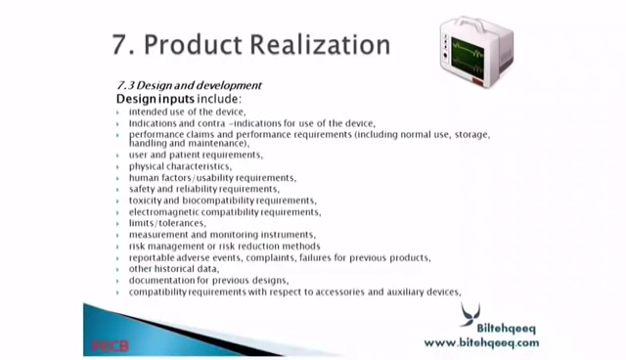 7. Product Realization
7.3 Design and development
Design inputs include:
intended use of the device,
Indications and contra –indications for use of the device,
performance claims and performance requirements (including normal use, storage,
handling and maintenance),
user and patient requirements,
physical characteristics,
human factors/usability requirements,
safety and reliability requirements,
toxicity and biocompatibility requirements,
electromagnetic compatibility requirements,
limits/tolerances,
measurement and monitoring instruments,
risk management or risk reduction methods
reportable adverse events, complaints, failures for previous products,
other historical data,
documentation for previous designs,
compatibility requirements with respect to accessories and auxiliary devices,
PECB
Biltehqeeq
www.bitehqeeq.com